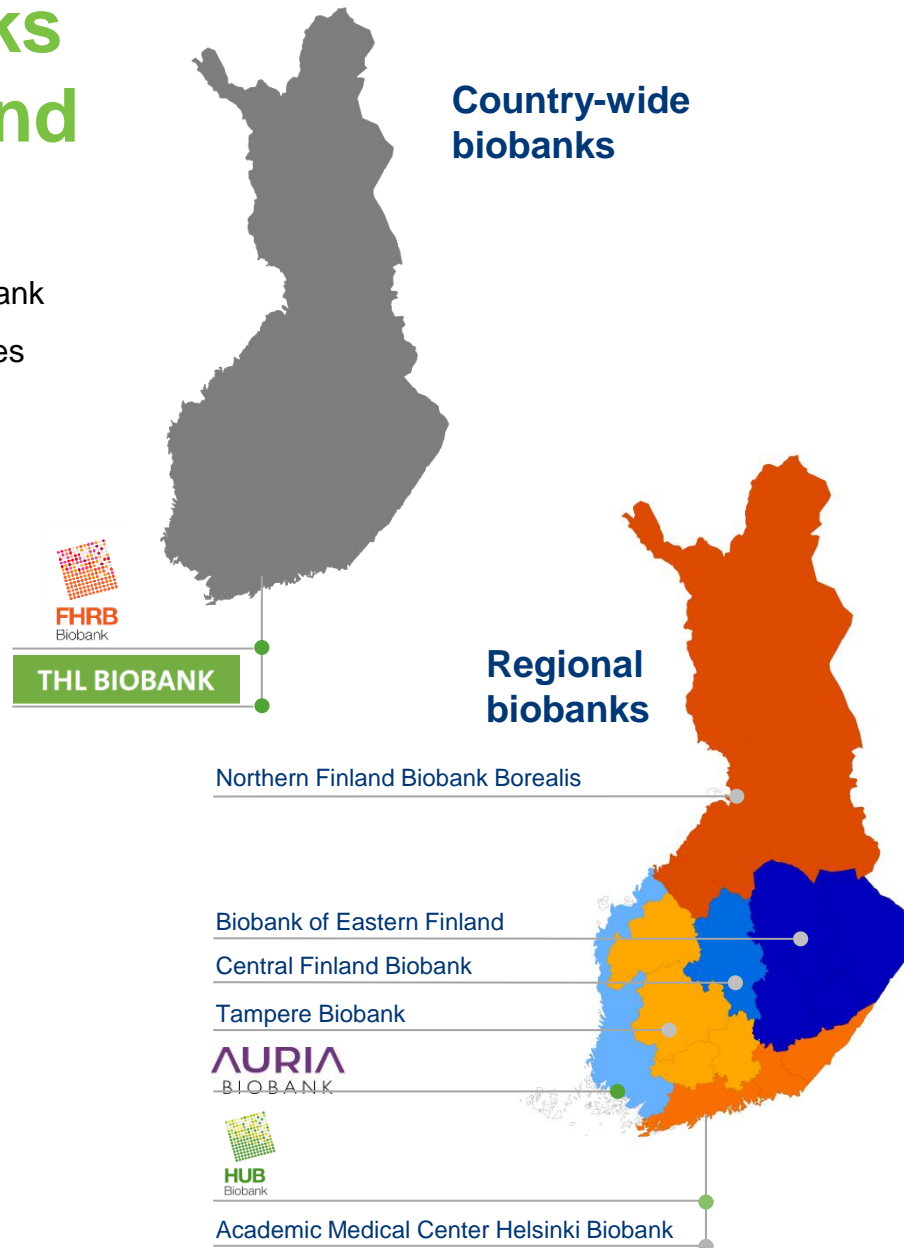 ks
nd
Country-wide
biobanks
ank
es
FHRB
Biobank
THL BIOBANK
Regional
biobanks
Northern Finland Biobank Borealis
Biobank of Eastern Finland
Central Finland Biobank
Tampere Biobank
AURIA
BIOBANK
HUB
Biobank
Academic Medical Center Helsinki Biobank